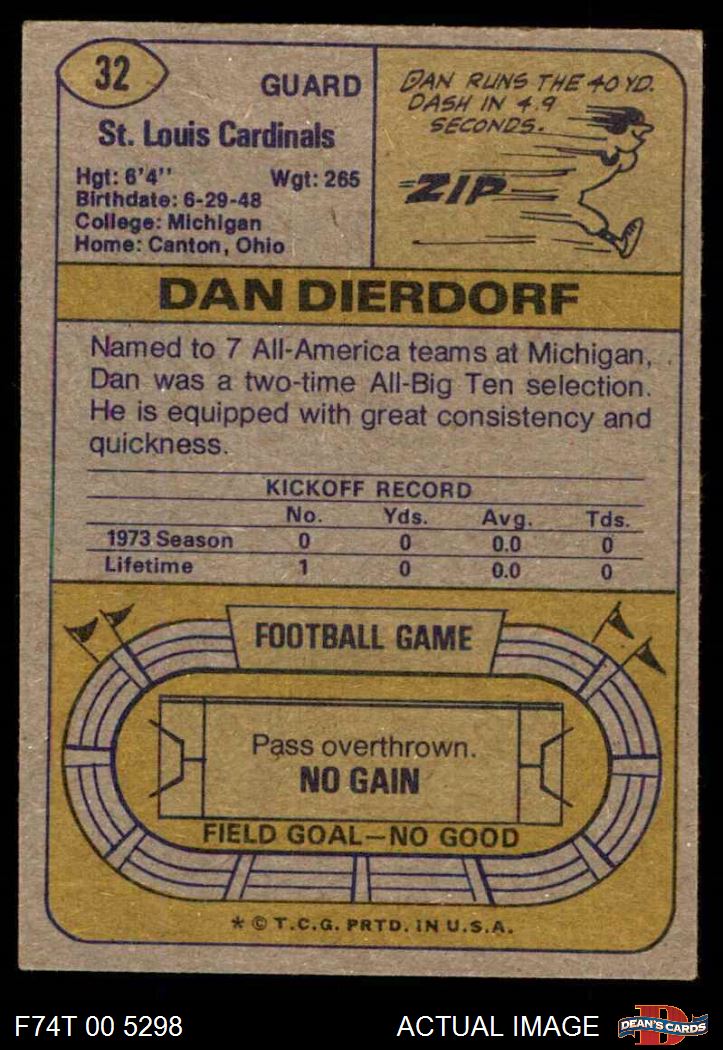 32
GUARD
St. Louis Cardinals
Hgt: 6'4" Wgt: 265
Birthdate: 6-29-48
College: Michigan
Home: Canton, Ohio
DAN RUNS THE 40 YD.
DASH IN 4.9
SECONDS.
ZIP
DAN DIERDORF
Named to 7 All-America teams at Michigan,
Dan was a two-time All-Big Ten selection.
He is equipped with great consistency and
quickness.
KICKOFF RECORD
No. Yds. Avg. Tds.
1973 Season 0 0 0.0 0
Lifetime 1 0 0.0 0
FOOTBALL GAME
Pass overthrown.
NO GAIN
FIELD GOAL—NO GOOD
* © T.C.G. PRTD. IN U.S.A.
F74T 00 5298 ACTUAL IMAGE D DEAN'S CARDS